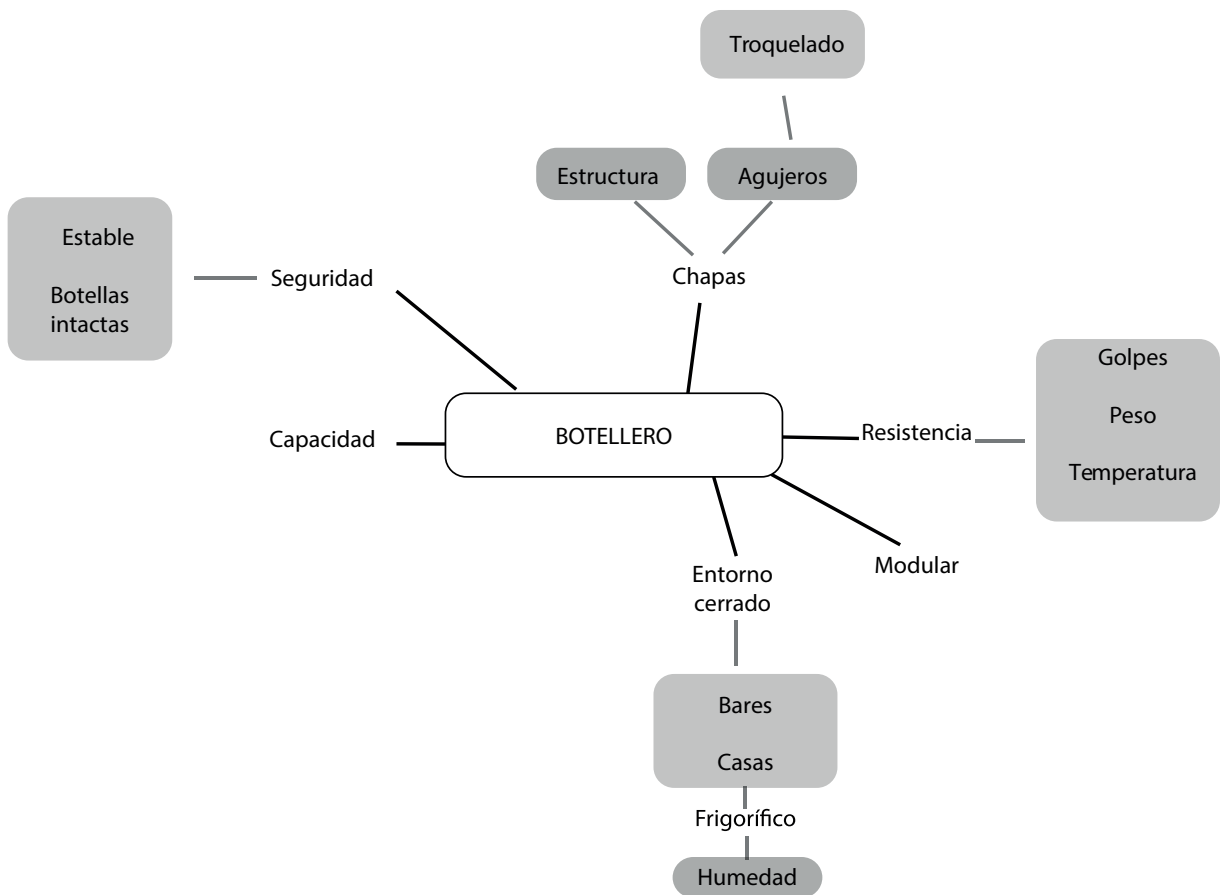 Troquelado
Estructura
Agujeros
Estable
Botellas
intactas
Seguridad
Chapas
Golpes
Peso
Temperatura
Capacidad
BOTELLERO
Resistencia
Modular
Entorno
cerrado
Bares
Casas
Frigorífico
Humedad